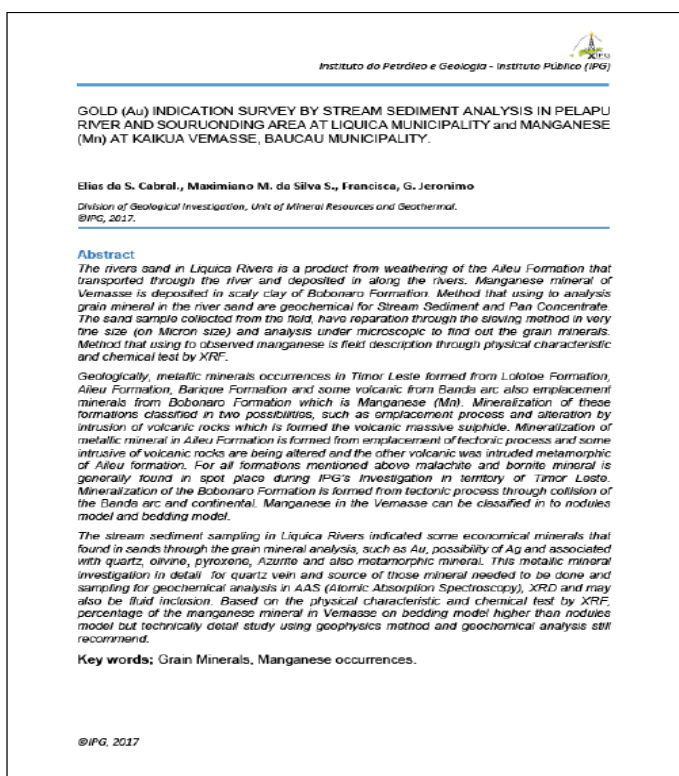 IPG
Instituto do Petróleo e Geologia - Instituto Público (IPG)
GOLD (Au) INDICATION SURVEY BY STREAM SEDIMENT ANALYSIS IN PELAPU
RIVER AND SOURUONDING AREA AT LIQUICA MUNICIPALITY and MANGANESE
(Mn) AT KAIKUA VEMASSE, BAUCAU MUNICIPALITY.
Elias da S. Cabral., Maximiano M. da Silva S., Francisca, G. Jeronimo
Division of Geological Investigation, Unit of Mineral Resources and Geothermal.
©IPG, 2017.
Abstract
The rivers sand in Liquica Rivers is a product from weathering of the Aileu Formation that
transported through the river and deposited in along the rivers. Manganese mineral of
Vemasse is deposited in scaly clay of Bobonaro Formation. Method that using to analysis
grain mineral in the river sand are geochemical for Stream Sediment and Pan Concentrate.
The sand sample collected from the field, have reparation through the sieving method in very
fine size (on Micron size) and analysis under microscopic to find out the grain minerals.
Method that using to observed manganese is field description through physical characteristic
and chemical test by XRF.
Geologically, metallic minerals occurrences in Timor Leste formed from Lolotoe Formation,
Aileu Formation, Barique Formation and some volcanic from Banda arc also emplacement
minerals from Bobonaro Formation which is Manganese (Mn). Mineralization of these
formations classified in two possibilities, such as emplacement process and alteration by
intrusion of volcanic rocks which is formed the volcanic massive sulphide. Mineralization of
metallic mineral in Aileu Formation is formed from emplacement of tectonic process and some
intrusive of volcanic rocks are being altered and the other volcanic was intruded metamorphic
of Aileu formation. For all formations mentioned above malachite and bornite mineral is
generally found in spot place during IPG's Investigation in territory of Timor Leste.
Mineralization of the Bobonaro Formation is formed from tectonic process through collision of
the Banda arc and continental. Manganese in the Vemasse can be classified in to nodules
model and bedding model.
The stream sediment sampling in Liquica Rivers indicated some economical minerals that
found in sands through the grain mineral analysis, such as Au, possibility of Ag and associated
with quartz, olivine, pyroxene, Azurite and also metamorphic mineral. This metallic mineral
investigation in detail for quartz vein and source of those mineral needed to be done and
sampling for geochemical analysis in AAS (Atomic Absorption Spectroscopy), XRD and may
also be fluid inclusion. Based on the physical characteristic and chemical test by XRF,
percentage of the manganese mineral in Vemasse on bedding model higher than nodules
model but technically detail study using geophysics method and geochemical analysis still
recommend.
Key words; Grain Minerals, Manganese occurrences.
©IPG, 2017